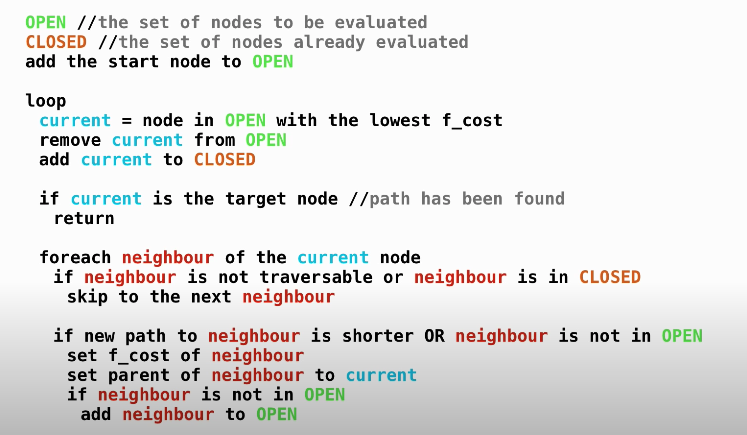 OPEN //the set of nodes to be evaluated
CLOSED //the set of nodes already evaluated
add the start node to OPEN
loop
current = node in OPEN with the lowest f_cost
remove current from OPEN
add current to CLOSED
if current is the target node //path has been found
return
foreach neighbour of the current node
if neighbour is not traversable or neighbour is in CLOSED
skip to the next neighbour
if new path to neighbour is shorter OR neighbour is not in OPEN
set f_cost of neighbour
set parent of neighbour to current
if neighbour is not in OPEN
add neighbour to OPEN